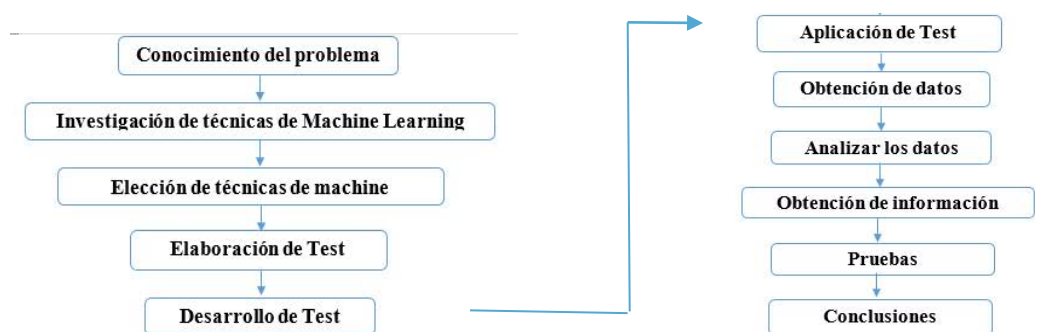 Conocimiento del problema
Investigación de técnicas de Machine Learning
Elección de técnicas de machine
Elaboración de Test
Desarrollo de Test
Aplicación de Test
Obtención de datos
Analizar los datos
Obtención de información
Pruebas
Conclusiones